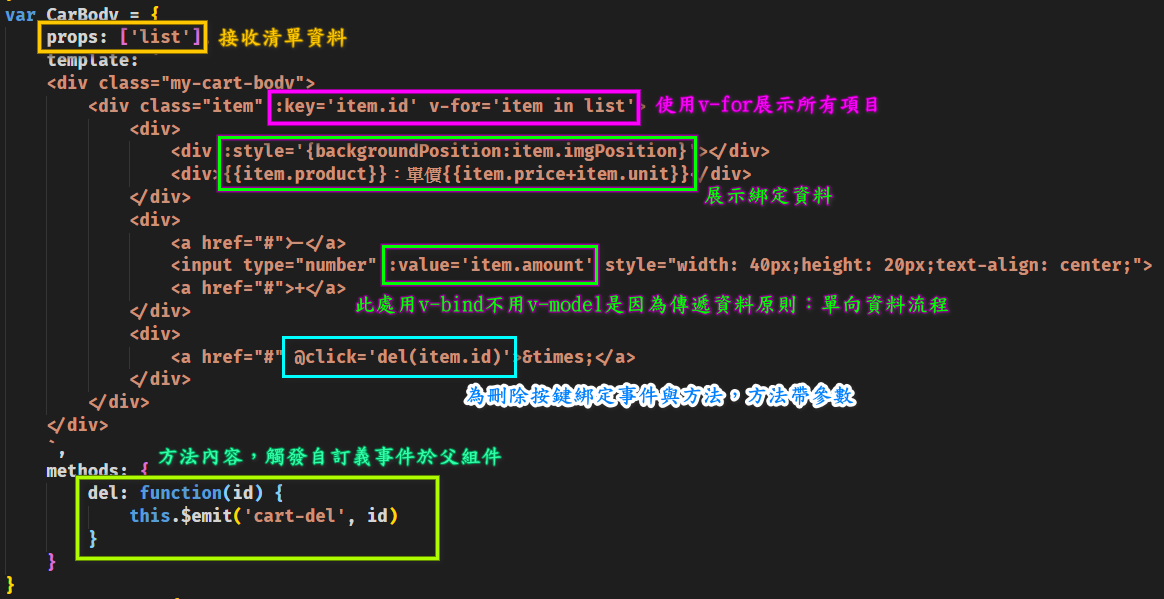 var CarBody = {
props: ['list'] 接收清單資料
template: `
<div class="my-cart-body">
<div class="item" :key='item.id' v-for='item in list'> 使用v-for展示所有項目
<div>
<div :style='{backgroundPosition:item.imgPosition}'></div>
<div>{{item.product}}：單價{{item.price+item.unit}}</div>
展示綁定資料
</div>
<div>
<a href="#">-</a>
<input type="number" :value='item.amount' style="width: 40px;height: 20px;text-align: center;">
<a href="#">+</a>
此處用v-bind不用v-model是因為傳遞資料原則：單向資料流程
</div>
<div>
<a href="#" @click='del(item.id)'>&times;</a>
</div>
為刪除按鍵綁定事件與方法，方法帶參數
</div>
</div>
`,
方法內容，觸發自訂義事件於父組件
methods: {
del: function(id) {
this.$emit('cart-del', id)
}
}
}